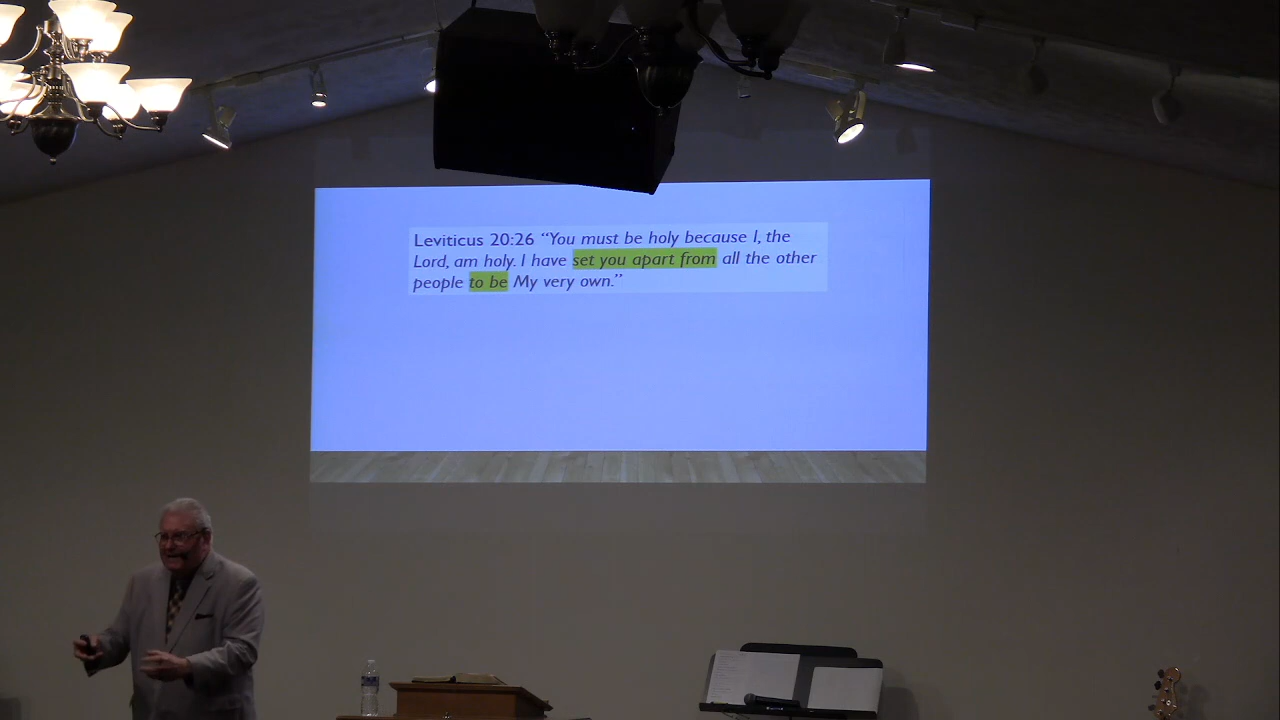 Leviticus 20:26 “You must be holy because I, the
Lord, am holy. I have set you apart from all the other
people to be My very own.”